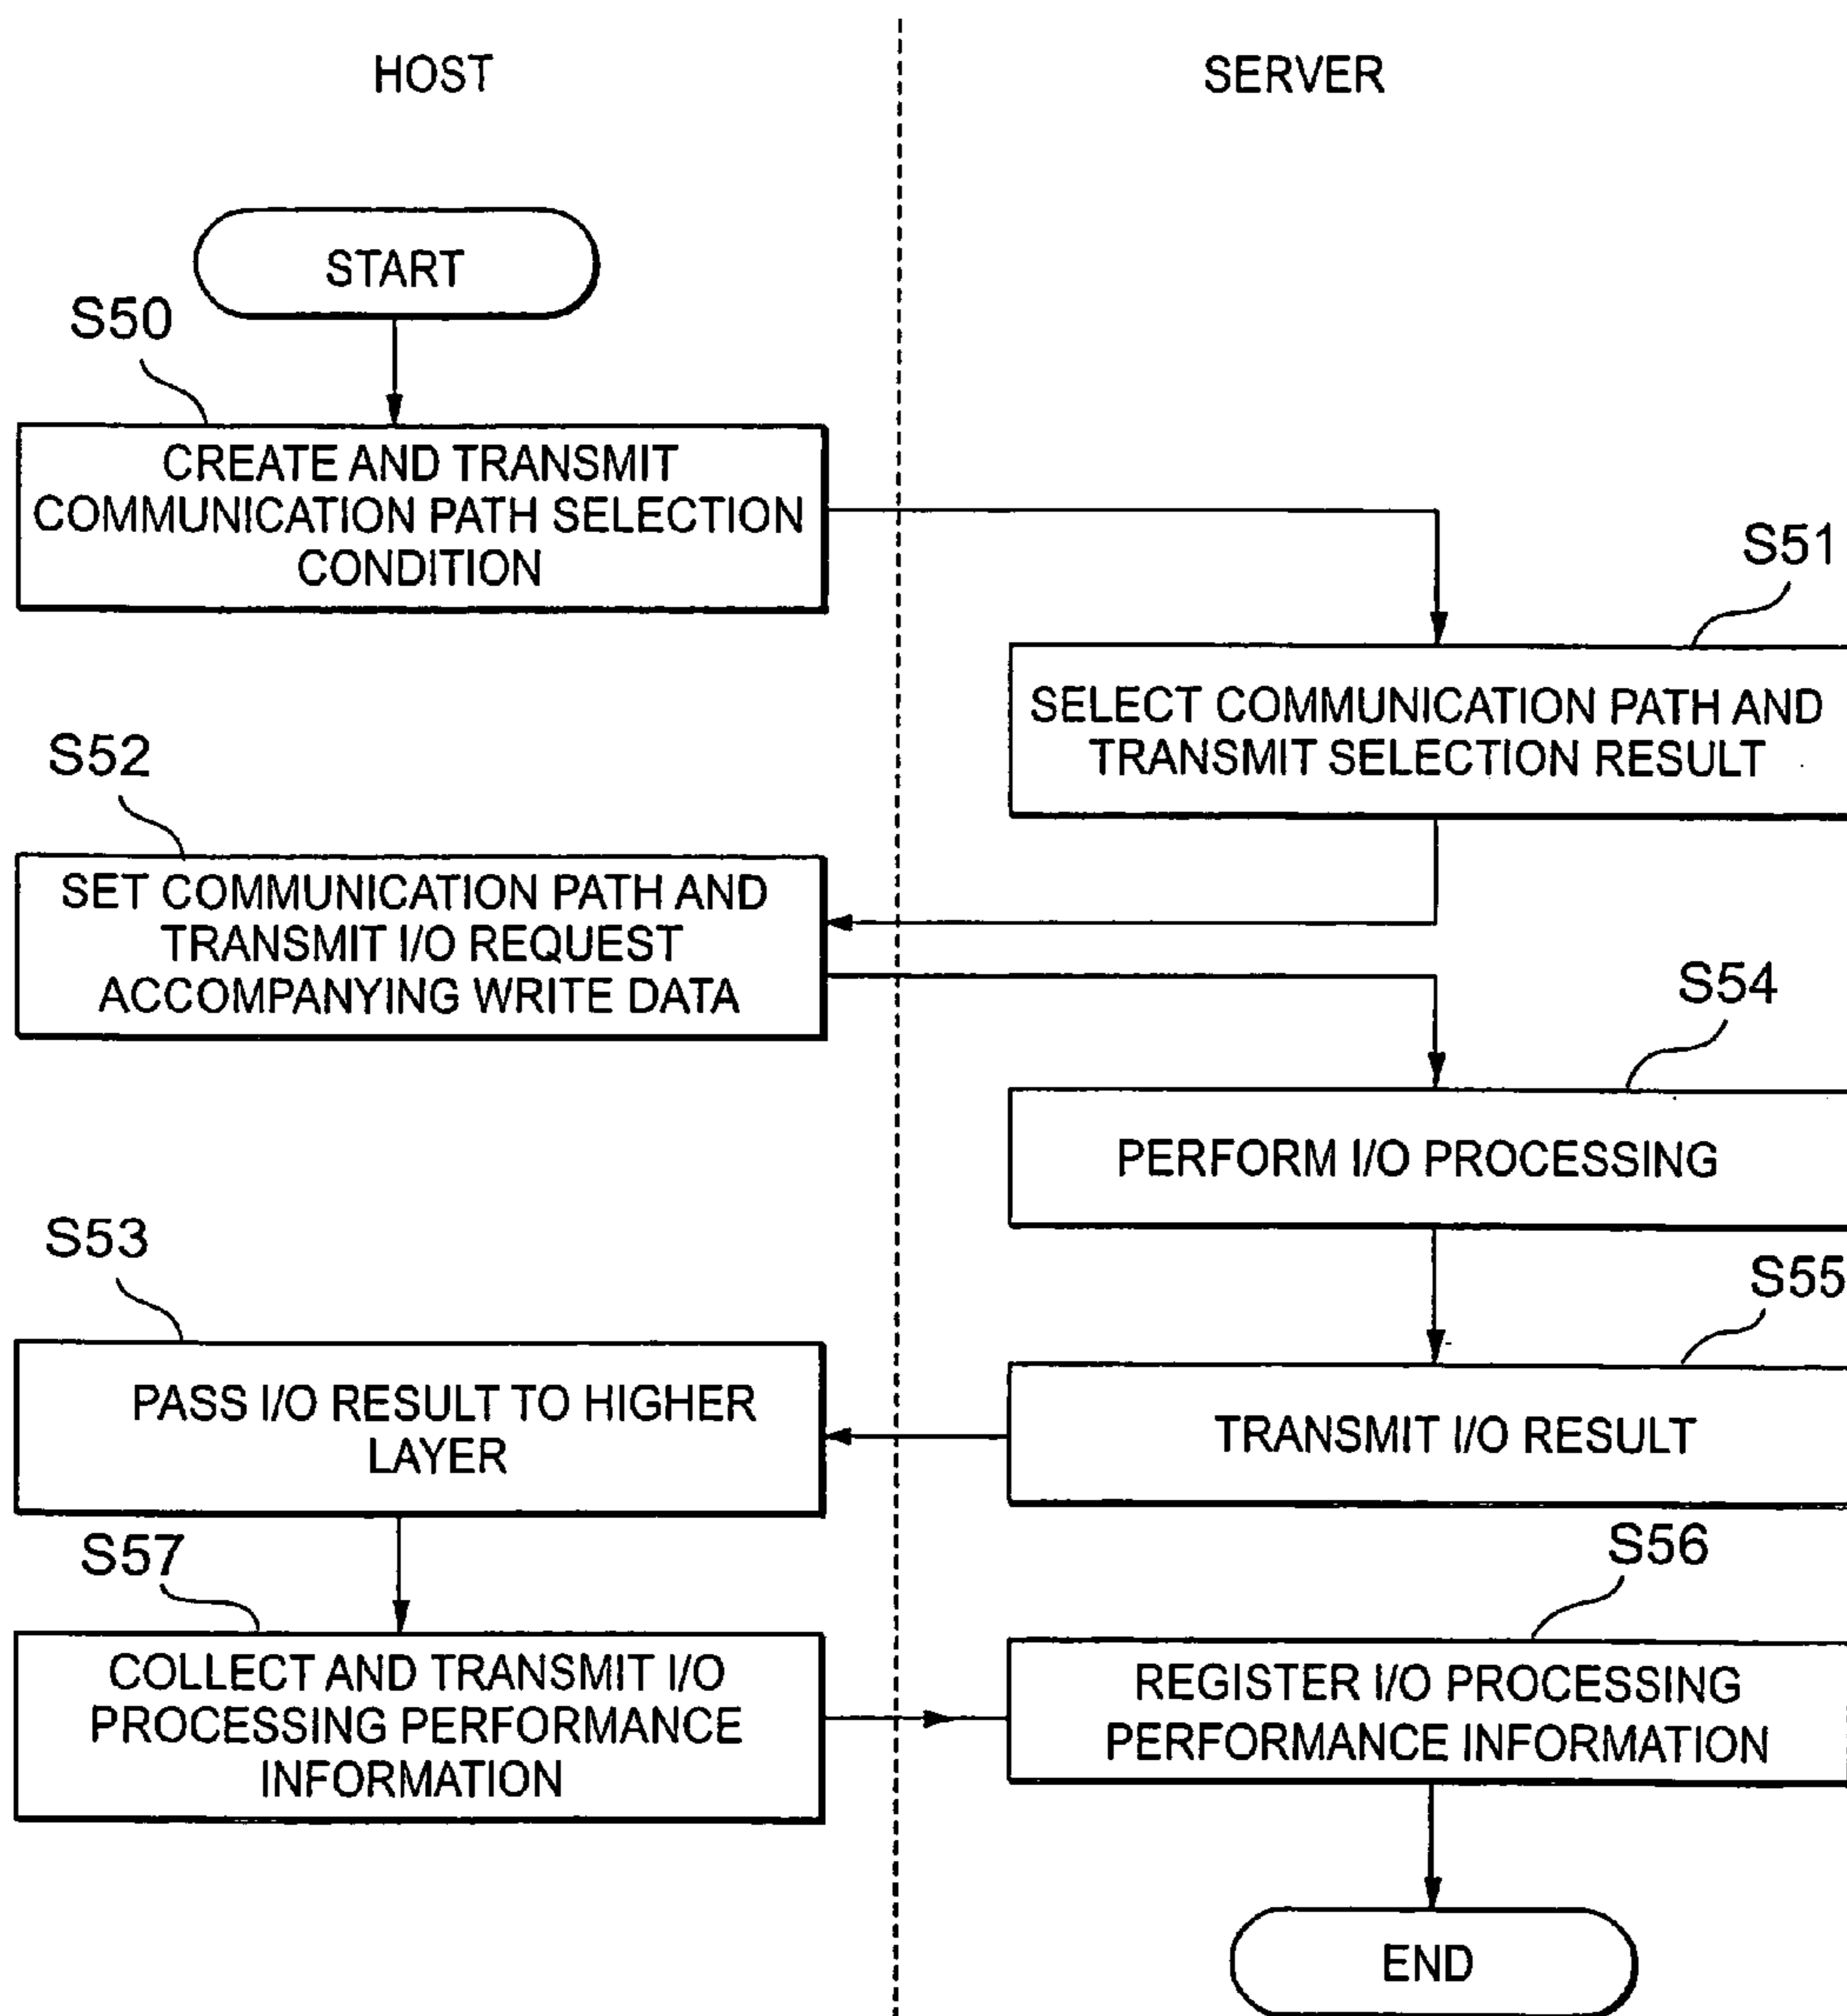 HOST
SERVER
START
S50
CREATE AND TRANSMIT
COMMUNICATION PATH SELECTION
CONDITION
S51
SELECT COMMUNICATION PATH AND
TRANSMIT SELECTION RESULT
S52
SET COMMUNICATION PATH AND
TRANSMIT I/O REQUEST
ACCOMPANYING WRITE DATA
S54
PERFORM I/O PROCESSING
S53
S55
PASS I/O RESULT TO HIGHER
LAYER
TRANSMIT I/O RESULT
S57
S56
COLLECT AND TRANSMIT I/O
PROCESSING PERFORMANCE
INFORMATION
REGISTER I/O PROCESSING
PERFORMANCE INFORMATION
END